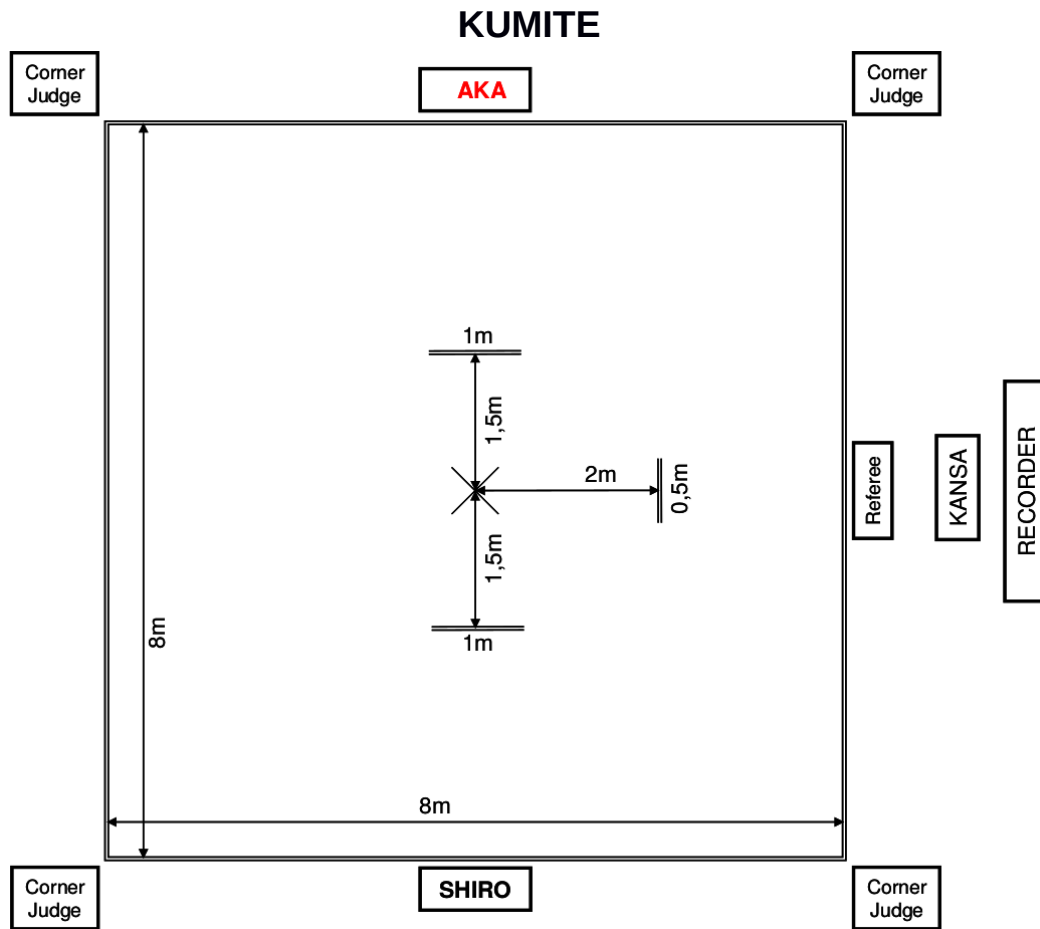 KUMITE
Corner
Judge
AKA
Corner
Judge
1m
1,5m
2m
0,5m
1,5m
1m
8m
8m
Referee
KANSA
RECORDER
Corner
Judge
SHIRO
Corner
Judge